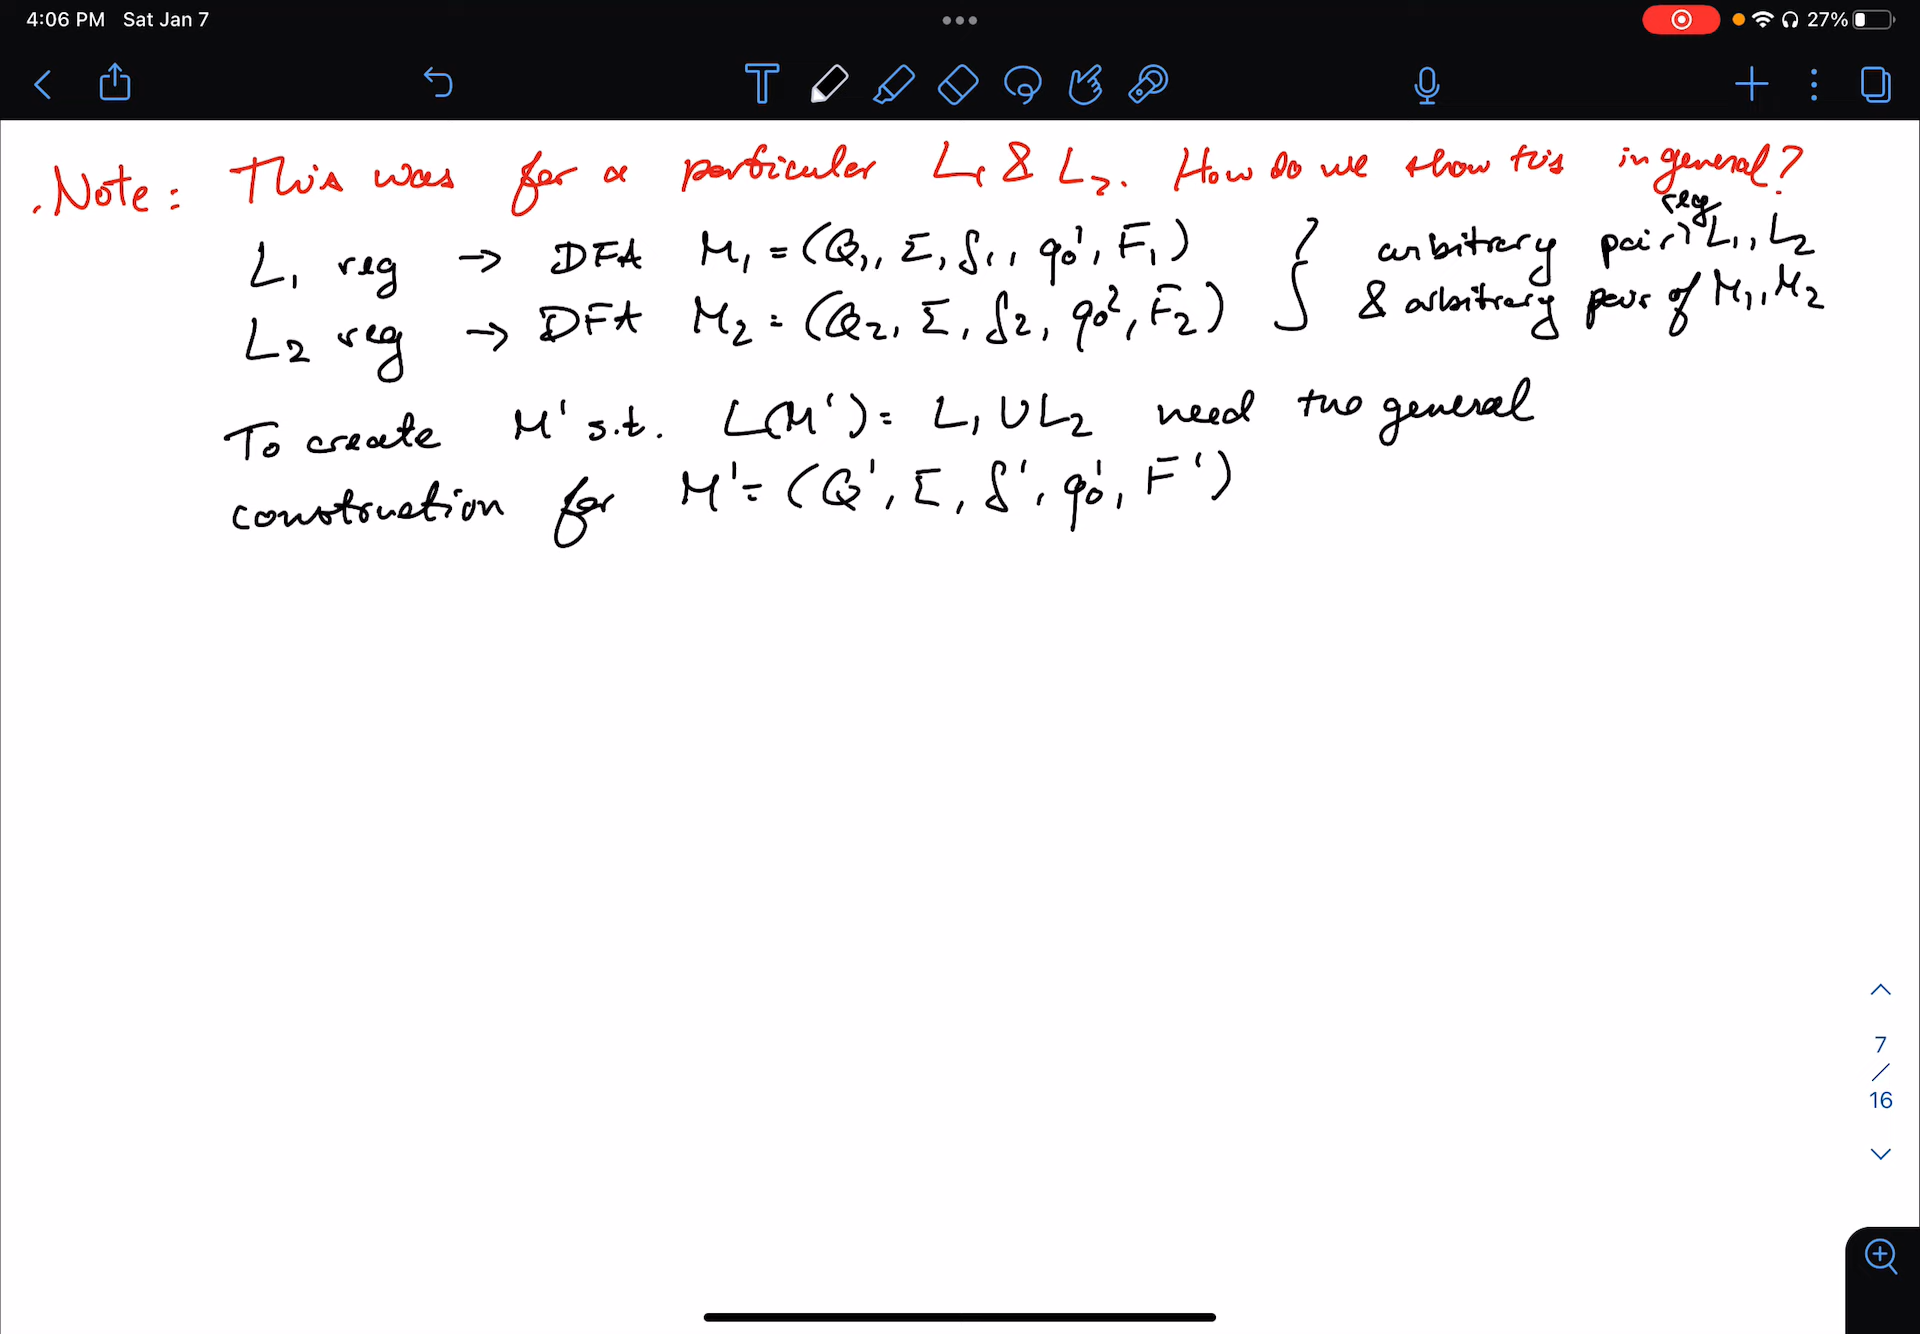 4:06 PM Sat Jan 7
27%
.Note: This was for a particular L₁ & L₂. How do we show this in general?
L₁ reg → DFA M₁ = (Q₁, Σ, δ₁, q₀¹, F₁) } arbitrary pair reg L₁, L₂
L₂ reg → DFA M₂ = (Q₂, Σ, δ₂, q₀², F₂) & arbitrary pair of M₁, M₂
To create M' s.t. L(M') = L₁ ∪ L₂ need the general
construction for M' = (Q', Σ, δ', q₀', F')
7
/
16